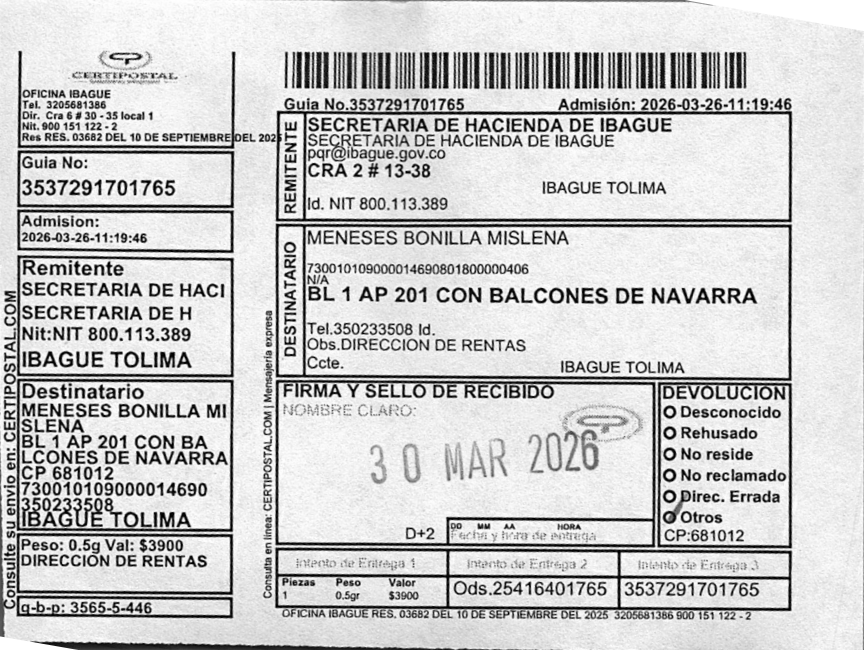 CERTIPOSTAL
OFICINA IBAGUE
Tel. 3205681386
Dir. Cra 6 # 30 - 35 local 1
Nit. 900 151 122 - 2
Res RES. 03682 DEL 10 DE SEPTIEMBRE DEL 2025
Guia No:
3537291701765
Admision:
2026-03-26-11:19:46
Remitente
SECRETARIA DE HACI
SECRETARIA DE H
Nit:NIT 800.113.389
IBAGUE TOLIMA
Destinatario
MENESES BONILLA MI
SLENA
BL 1 AP 201 CON BA
LCONES DE NAVARRA
CP 681012
730010109000014690
350233508
IBAGUE TOLIMA
Peso: 0.5g Val: $3900
DIRECCION DE RENTAS
q-b-p: 3565-5-446
Consulte su envio en: CERTIPOSTAL.COM
Guia No.3537291701765 Admisión: 2026-03-26-11:19:46
REMITENTE
SECRETARIA DE HACIENDA DE IBAGUE
SECRETARIA DE HACIENDA DE IBAGUE
pqr@ibague.gov.co
CRA 2 # 13-38
IBAGUE TOLIMA
Id. NIT 800.113.389
DESTINATARIO
MENESES BONILLA MISLENA
730010109000014690801800000406
N/A
BL 1 AP 201 CON BALCONES DE NAVARRA
Tel.350233508 Id.
Obs.DIRECCION DE RENTAS
Ccte. IBAGUE TOLIMA
Consulta en línea: CERTIPOSTAL.COM | Mensajería expresa
FIRMA Y SELLO DE RECIBIDO
NOMBRE CLARO:
30 MAR 2026
D+2
DD MM AA HORA
Fecha y hora de entrega
DEVOLUCION
Desconocido
Rehusado
No reside
No reclamado
Direc. Errada
Otros
CP:681012
Intento de Entrega 1 Intento de Entrega 2 Intento de Entrega 3
Piezas Peso Valor
1 0.5gr $3900
Ods.25416401765 3537291701765
OFICINA IBAGUE RES. 03682 DEL 10 DE SEPTIEMBRE DEL 2025 3205681386 900 151 122 - 2